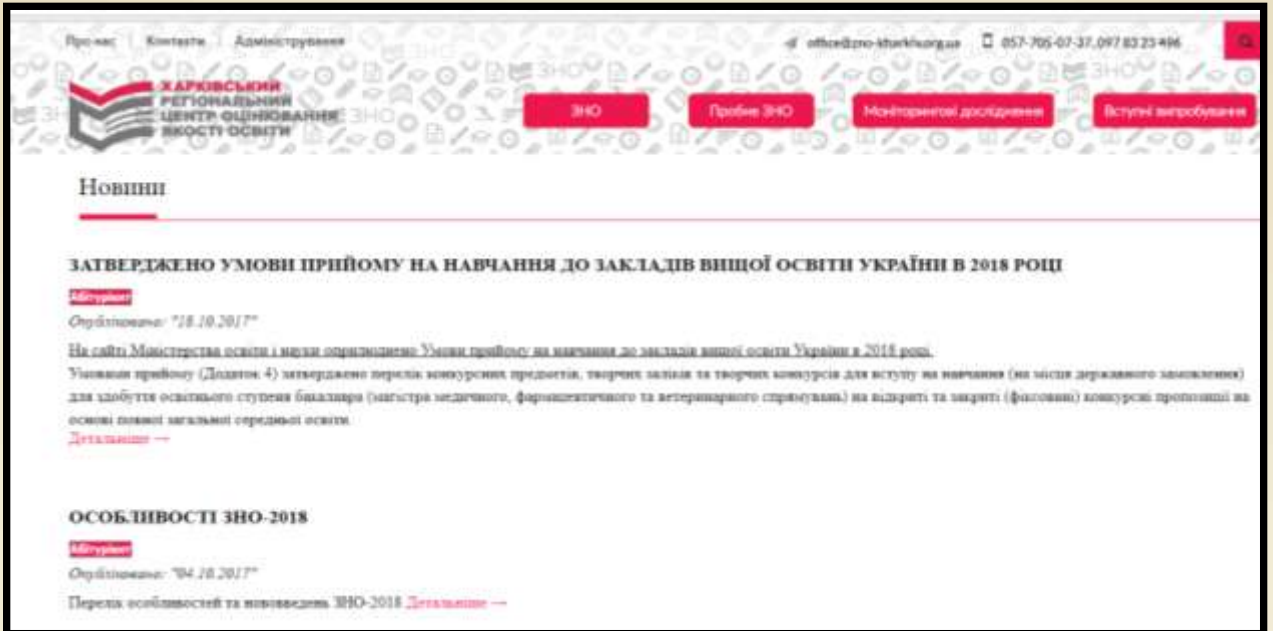 Про нас | Контакти | Адміністрування
office@zno-kharkiv.org.ua 057-705-07-37, 097 83 23 496
ХАРКІВСЬКИЙ
РЕГІОНАЛЬНИЙ
ЦЕНТР ОЦІНЮВАННЯ
ЯКОСТІ ОСВІТИ
ЗНО Пробне ЗНО Моніторингові дослідження Вступні випробування
Новини
ЗАТВЕРДЖЕНО УМОВИ ПРИЙОМУ НА НАВЧАННЯ ДО ЗАКЛАДІВ ВИЩОЇ ОСВІТИ УКРАЇНИ В 2018 РОЦІ
Абітурієнт
Опубліковано: "18.10.2017"
На сайті Міністерства освіти і науки оприлюднено Умови прийому на навчання до закладів вищої освіти України в 2018 році.
Умовами прийому (Додаток 4) затверджено перелік конкурсних предметів, творчих заліків та творчих конкурсів для вступу на навчання (на місця державного замовлення)
для здобуття освітнього ступеня бакалавра (магістра медичного, фармацевтичного та ветеринарного спрямувань) на відкриті та закриті (фіксовані) конкурсні пропозиції на
основі повної загальної середньої освіти.
Детальніше →
ОСОБЛИВОСТІ ЗНО-2018
Абітурієнт
Опубліковано: "04.10.2017"
Перелік особливостей та нововведень ЗНО-2018 Детальніше →